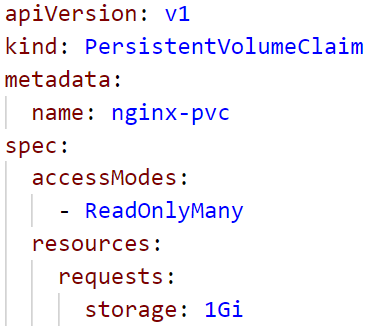 apiVersion: v1
kind: PersistentVolumeClaim
metadata:
  name: nginx-pvc
spec:
  accessModes:
    - ReadOnlyMany
  resources:
    requests:
      storage: 1Gi